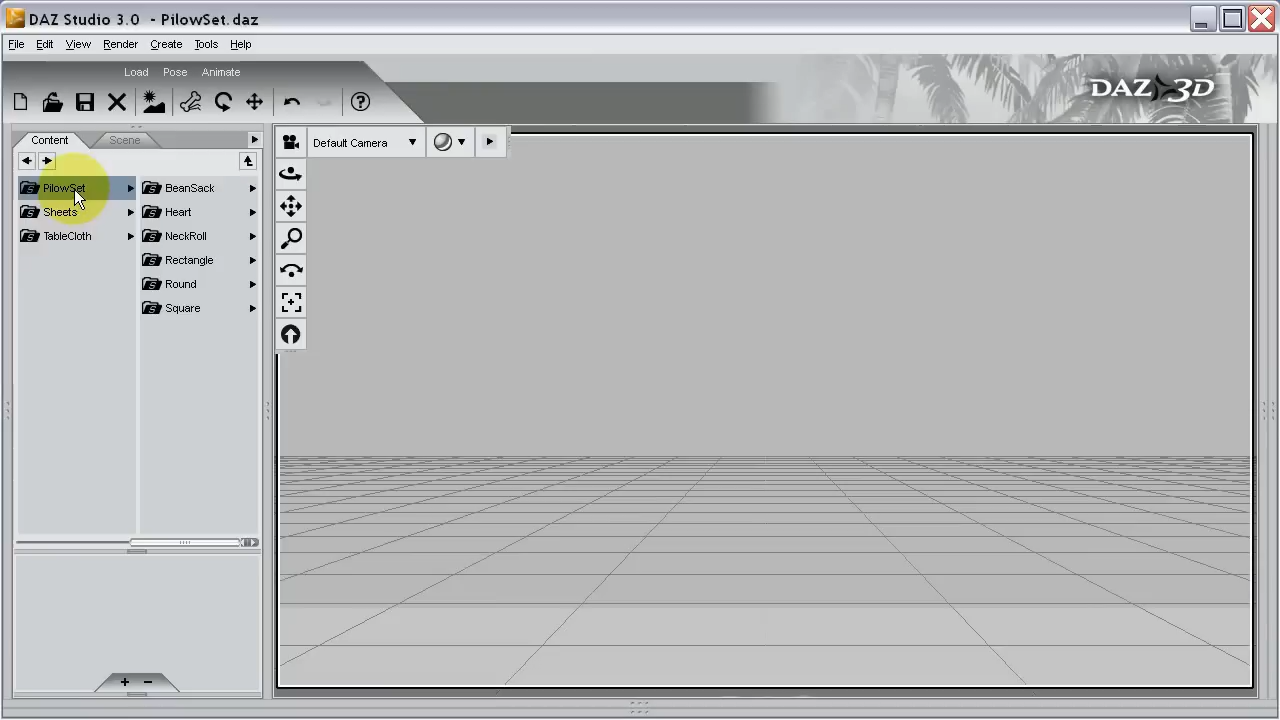 DAZ Studio 3.0 - PilowSet.daz
File Edit View Render Create Tools Help
Load Pose Animate
DAZ 3D
Content Scene
Default Camera
PilowSet
Sheets
TableCloth
BeanSack
Heart
NeckRoll
Rectangle
Round
Square